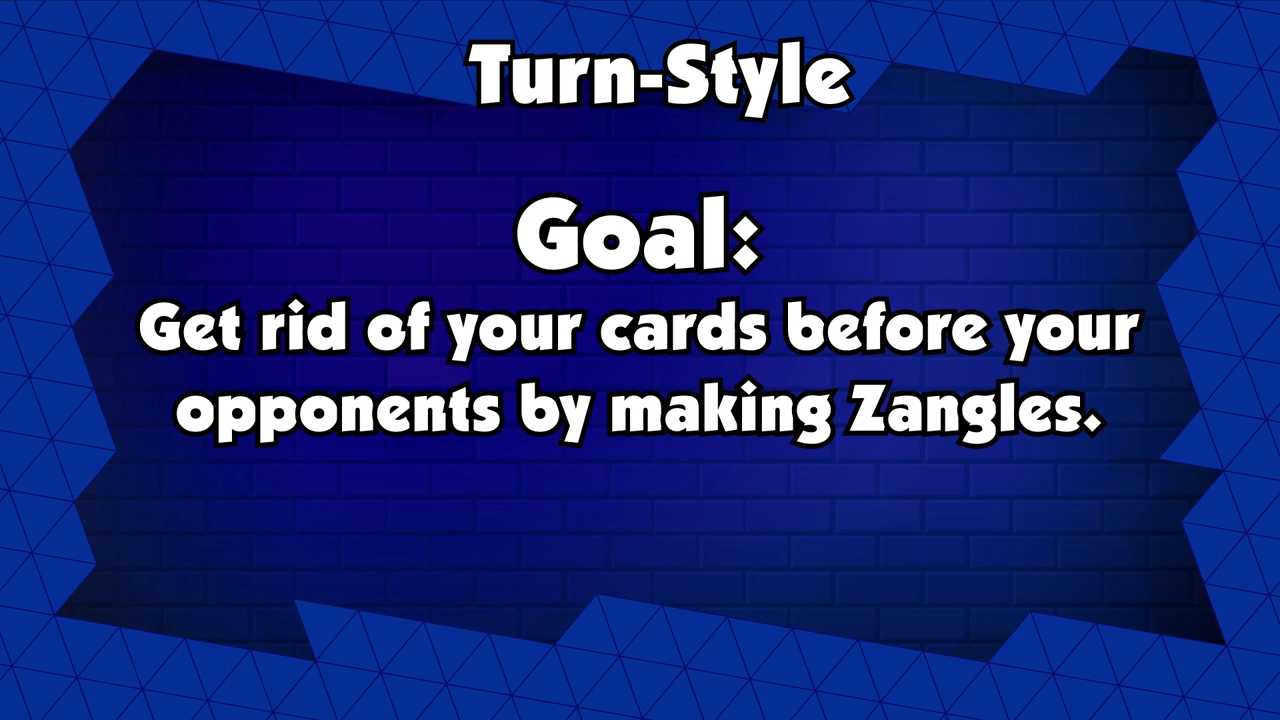 Turn-Style
Goal:
Get rid of your cards before your
opponents by making Zangles.